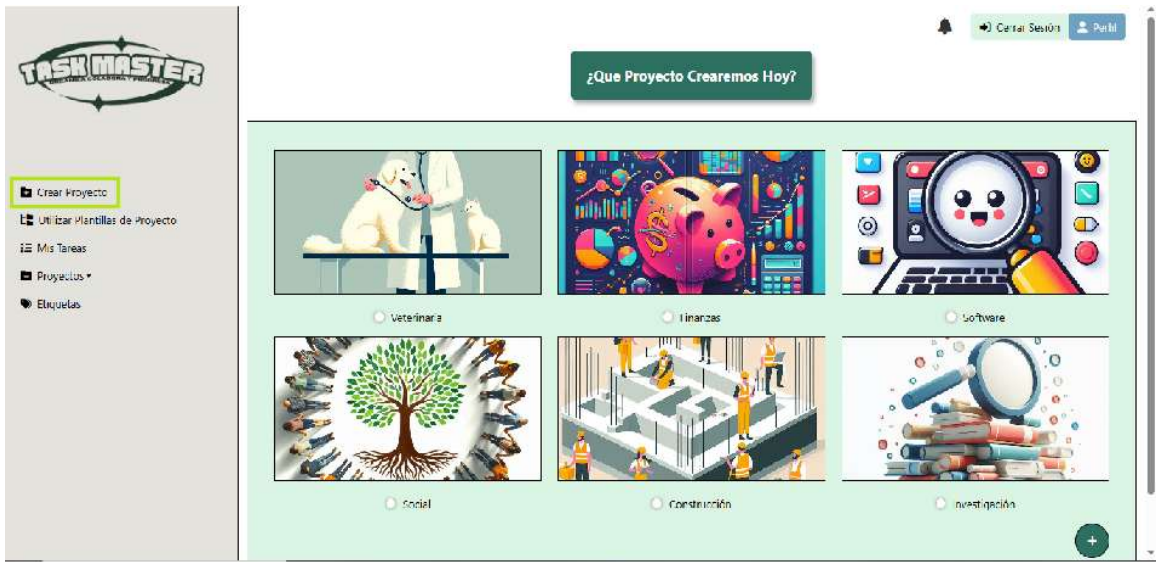 TASK MASTER
Cerrar Sesión
Perfil
¿Que Proyecto Crearemos Hoy?
Crear Proyecto
Utilizar Plantillas de Proyecto
Mis Tareas
Proyectos
Etiquetas
Veterinaria
Finanzas
Software
Social
Construcción
Investigación
+